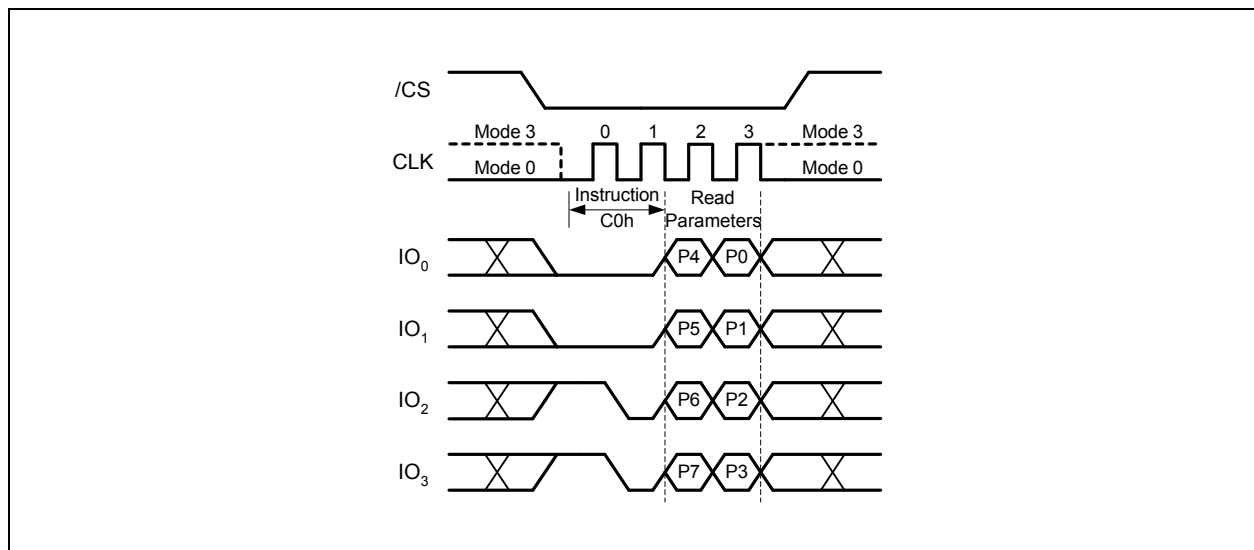 /CS
Mode 3 0 1 2 3 Mode 3
CLK
Mode 0 Mode 0
Instruction Read
C0h Parameters
IO0 P4 P0
IO1 P5 P1
IO2 P6 P2
IO3 P7 P3